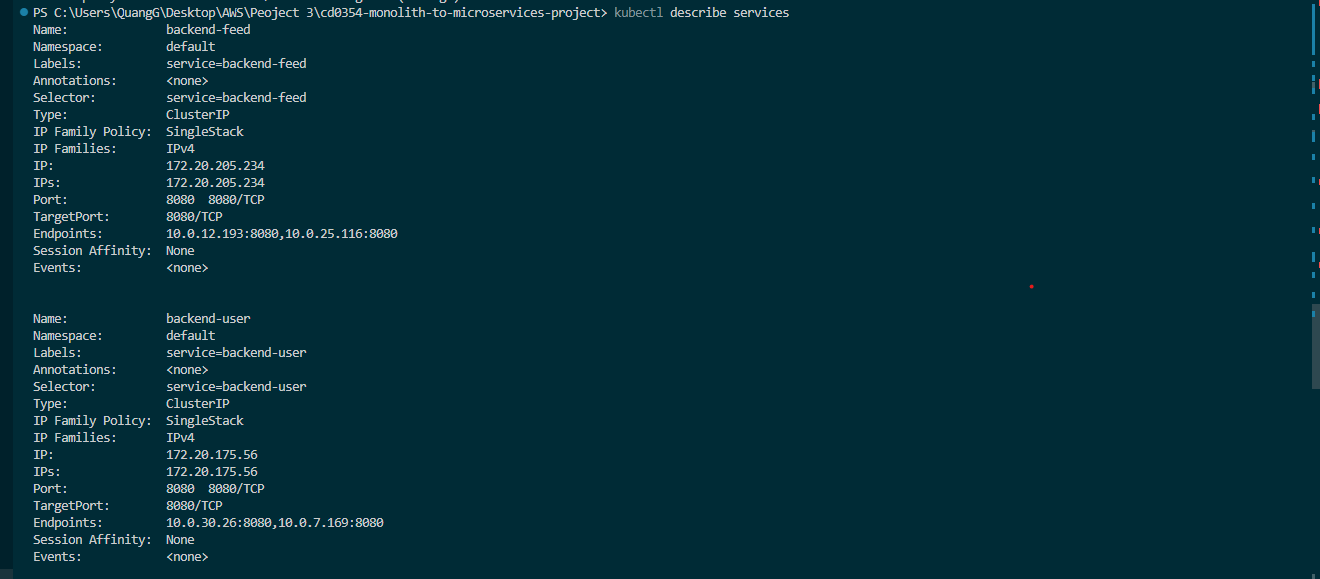 PS C:\Users\QuangG\Desktop\AWS\Peoject 3\cd0354-monolith-to-microservices-project> kubectl describe services
Name: backend-feed
Namespace: default
Labels: service=backend-feed
Annotations: <none>
Selector: service=backend-feed
Type: ClusterIP
IP Family Policy: SingleStack
IP Families: IPv4
IP: 172.20.205.234
IPs: 172.20.205.234
Port: 8080 8080/TCP
TargetPort: 8080/TCP
Endpoints: 10.0.12.193:8080,10.0.25.116:8080
Session Affinity: None
Events: <none>
Name: backend-user
Namespace: default
Labels: service=backend-user
Annotations: <none>
Selector: service=backend-user
Type: ClusterIP
IP Family Policy: SingleStack
IP Families: IPv4
IP: 172.20.175.56
IPs: 172.20.175.56
Port: 8080 8080/TCP
TargetPort: 8080/TCP
Endpoints: 10.0.30.26:8080,10.0.7.169:8080
Session Affinity: None
Events: <none>